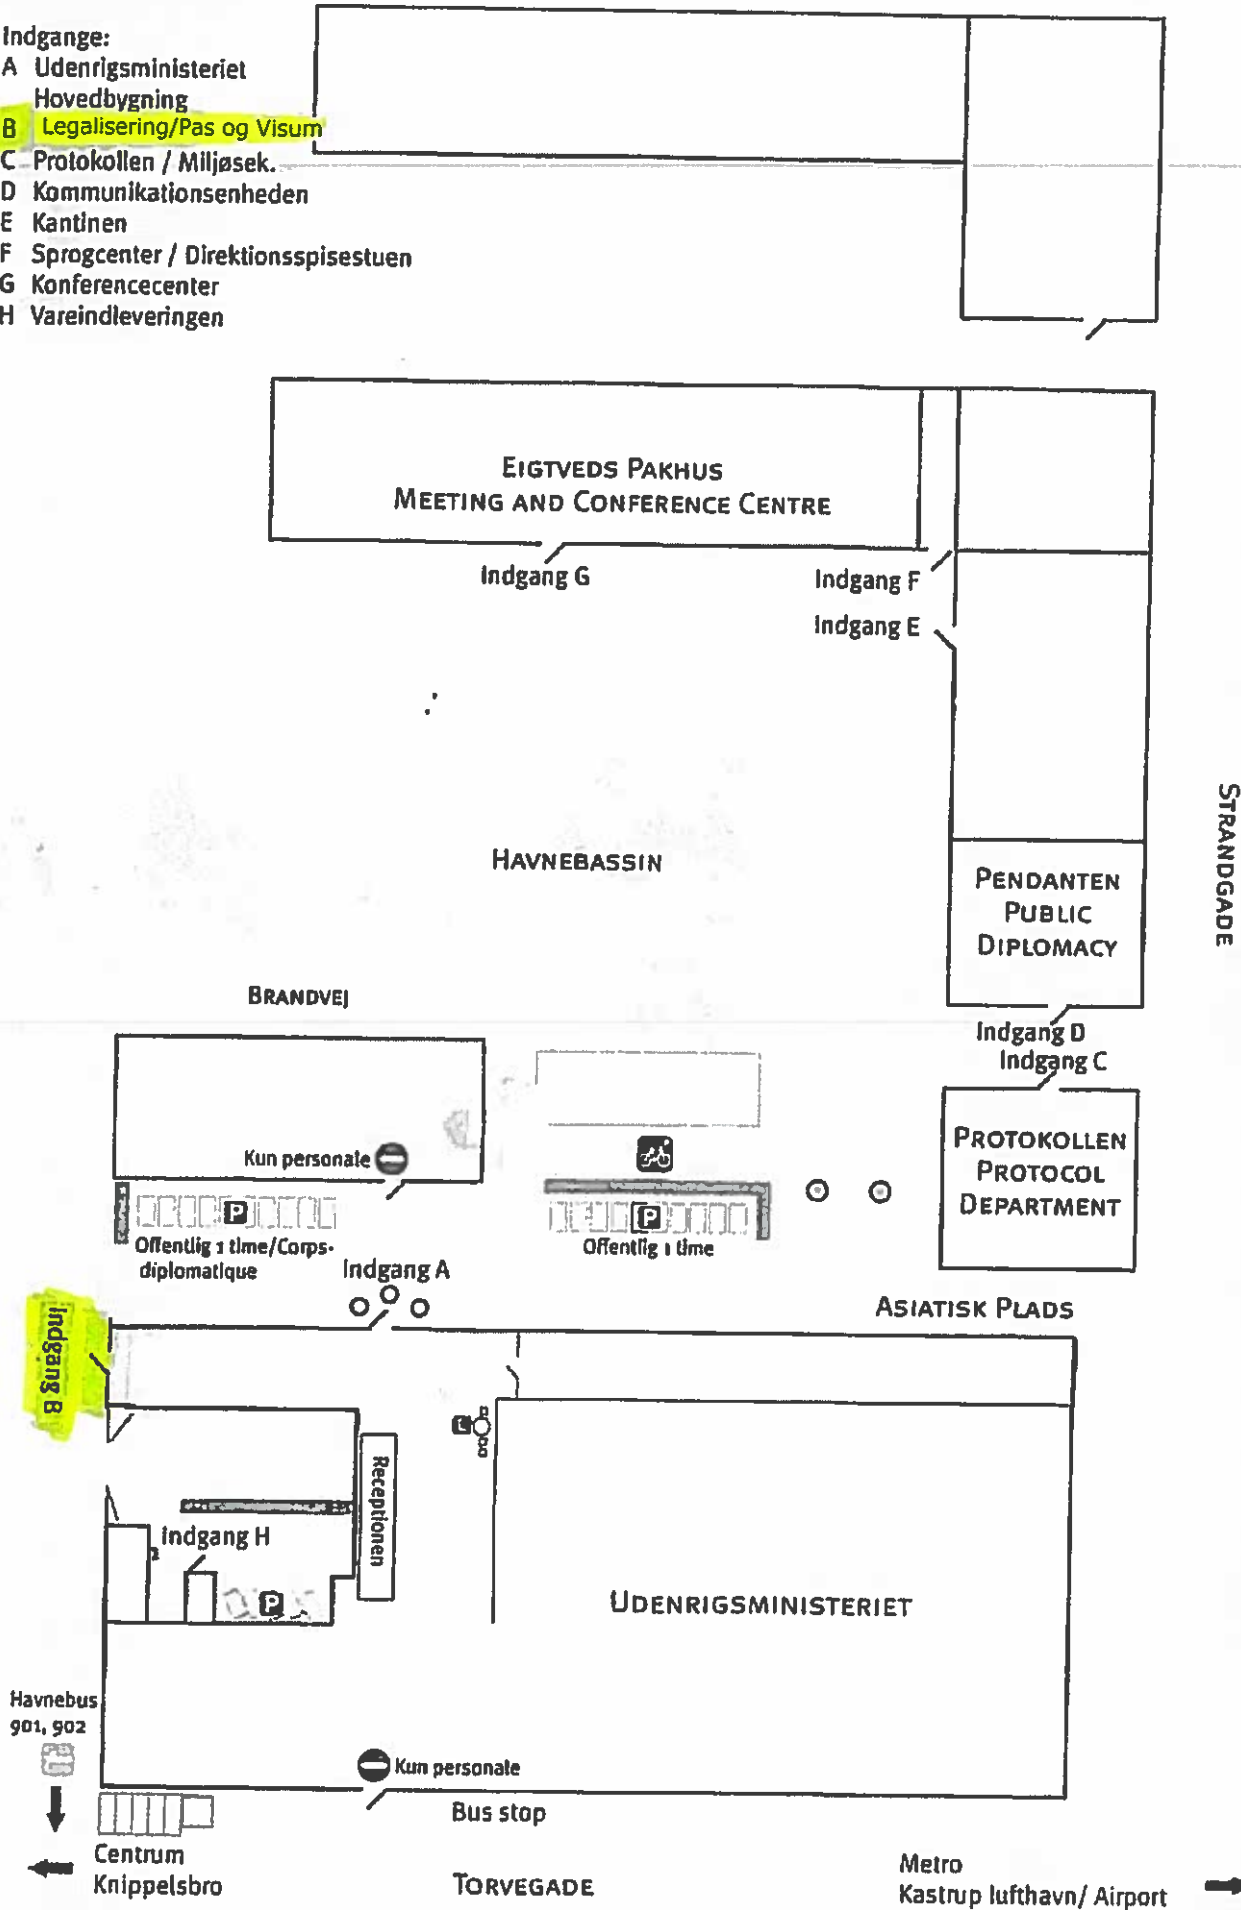 Indgange:
A Udenrigsministeriet
Hovedbygning
B Legalisering/Pas og Visum
C Protokollen / Miljøsek.
D Kommunikationsenheden
E Kantinen
F Sprogcenter / Direktionsspisestuen
G Konferencecenter
H Vareindleveringen
EIGTVEDS PAKHUS
MEETING AND CONFERENCE CENTRE
Indgang G
Indgang F
Indgang E
HAVNEBASSIN
STRANDGADE
PENDANTEN
PUBLIC
DIPLOMACY
BRANDVEJ
Indgang D
Indgang C
PROTOKOLLEN
PROTOCOL
DEPARTMENT
Kun personale
P
P
Offentlig 1 time/Corps-
diplomatique
Offentlig 1 time
Indgang A
ASIATISK PLADS
Indgang B
Receptionen
Indgang H
P
UDENRIGSMINISTERIET
Havnebus
901, 902
Kun personale
Bus stop
Centrum
Knippelsbro
TORVEGADE
Metro
Kastrup lufthavn/ Airport